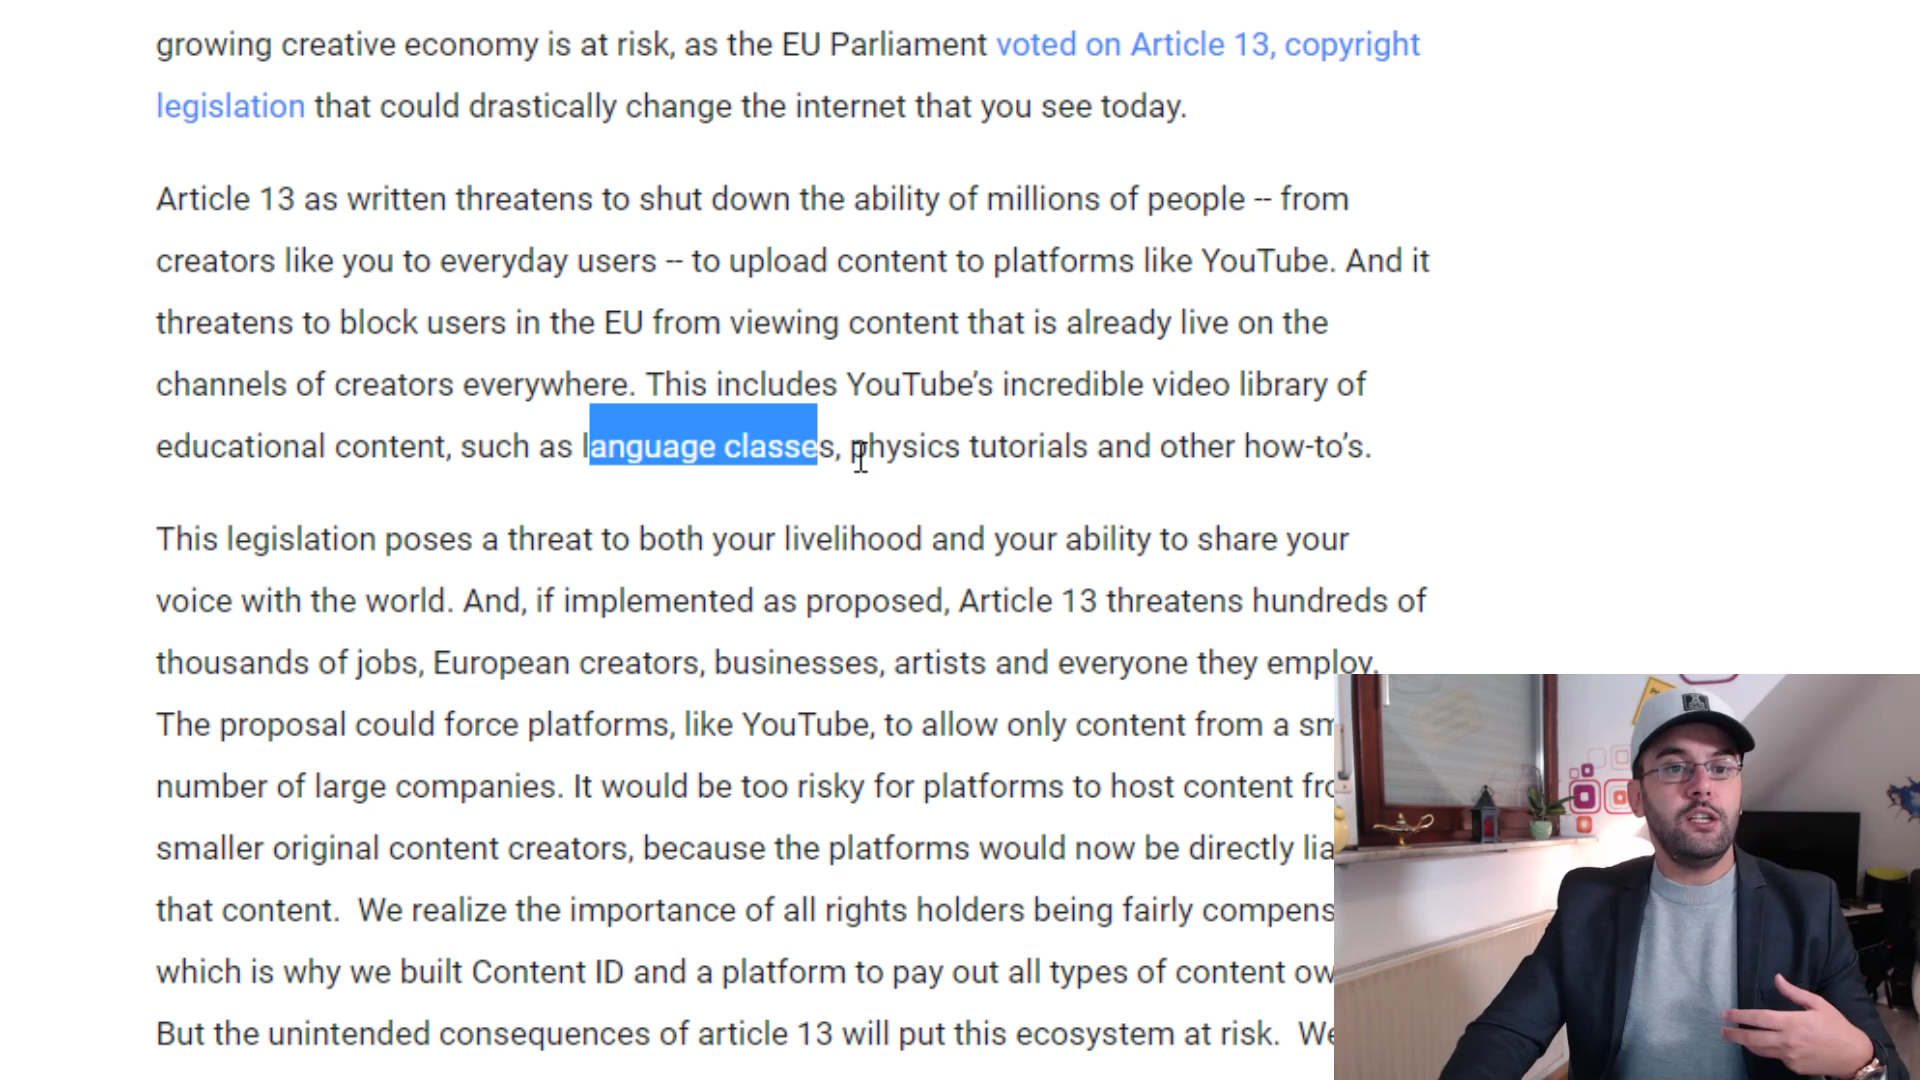 growing creative economy is at risk, as the EU Parliament voted on Article 13, copyright
legislation that could drastically change the internet that you see today.
Article 13 as written threatens to shut down the ability of millions of people -- from
creators like you to everyday users -- to upload content to platforms like YouTube. And it
threatens to block users in the EU from viewing content that is already live on the
channels of creators everywhere. This includes YouTube’s incredible video library of
educational content, such as language classes, physics tutorials and other how-to’s.
This legislation poses a threat to both your livelihood and your ability to share your
voice with the world. And, if implemented as proposed, Article 13 threatens hundreds of
thousands of jobs, European creators, businesses, artists and everyone they employ.
The proposal could force platforms, like YouTube, to allow only content from a
number of large companies. It would be too risky for platforms to host content
smaller original content creators, because the platforms would now be directly
that content.  We realize the importance of all rights holders being fairly
which is why we built Content ID and a platform to pay out all types of content
But the unintended consequences of article 13 will put this ecosystem at risk.  We